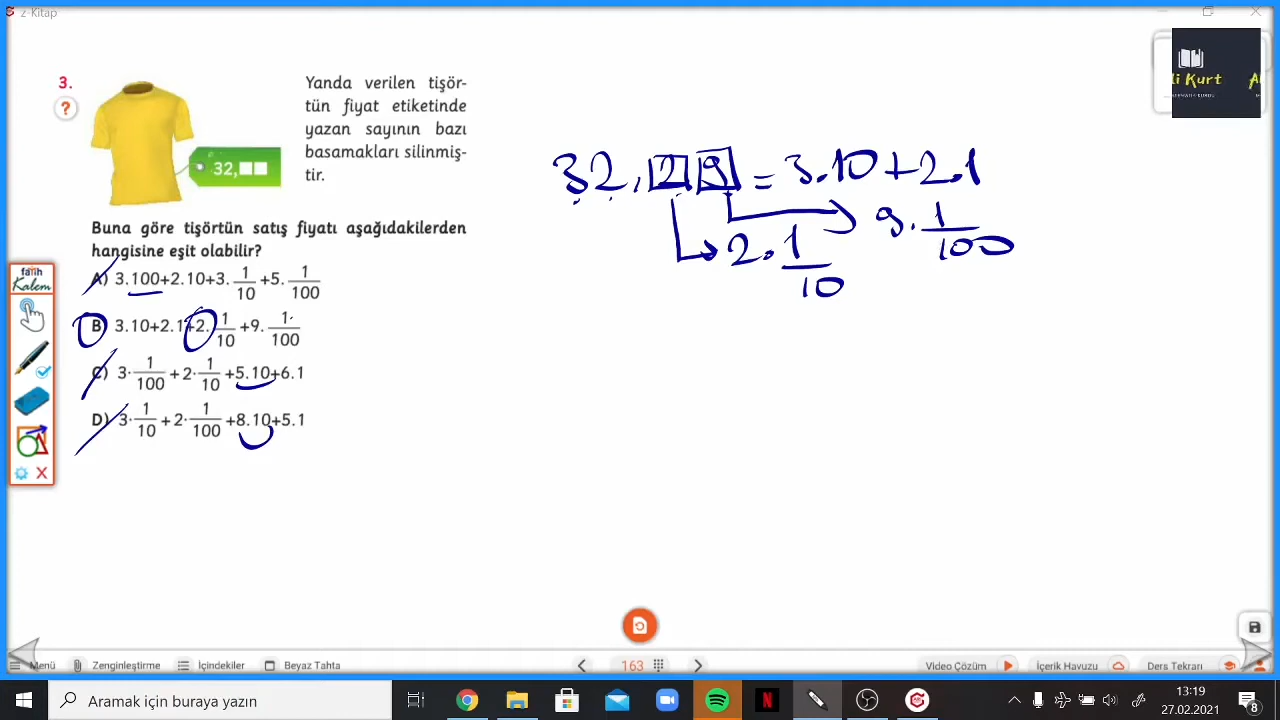 z-Kitap
3.
?
Yanda verilen tişör-
tün fiyat etiketinde
yazan sayının bazı
basamakları silinmiş-
tir.
32,□□
Buna göre tişörtün satış fiyatı aşağıdakilerden
hangisine eşit olabilir?
A) 3.100+2.10+3.1/10+5.1/100
B) 3.10+2.1+2.1/10+9.1/100
C) 3·1/100+2·1/10+5.10+6.1
D) 3·1/10+2·1/100+8.10+5.1
32,29=3.10+2.1
9.1/100
2.1/10
fatih
Kalem
li Kurt
Menü
Zenginleştirme
İçindekiler
Beyaz Tahta
163
Video Çözüm
İçerik Havuzu
Ders Tekrarı
Aramak için buraya yazın
13:19
27.02.2021
8